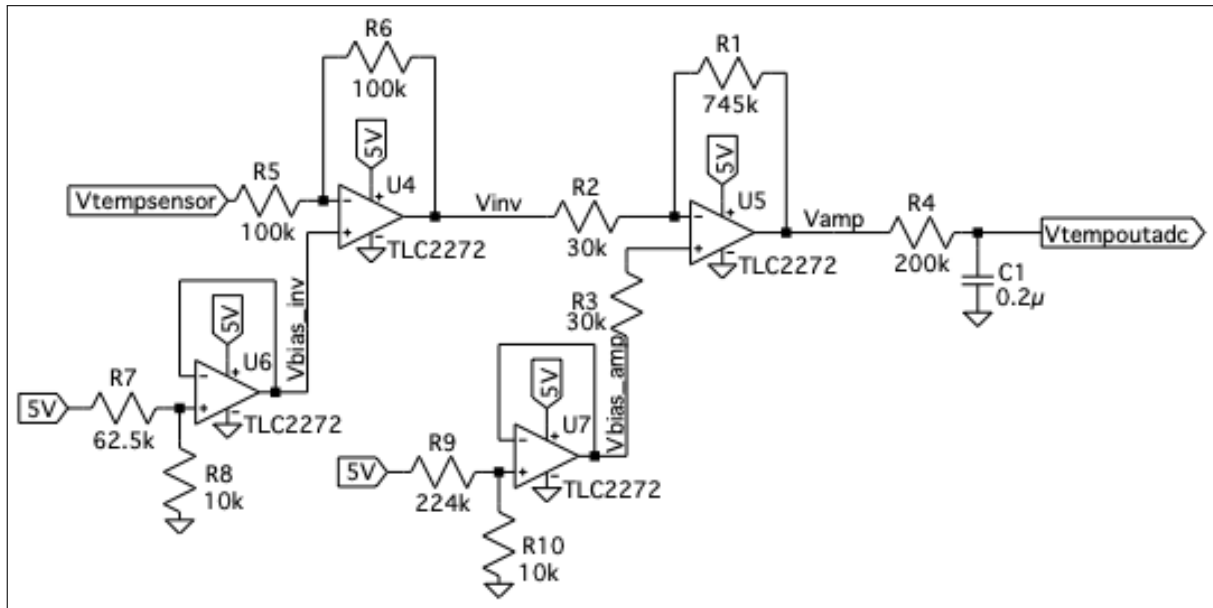 R6
100k
R1
745k
5V
5V
R5
U4
R2
U5
Vtempsensor
Vinv
Vamp
R4
Vtempoutadc
100k
TLC2272
30k
TLC2272
200k
C1
0.2µ
R3
30k
Vbias_inv
5V
U6
Vbias_amp
R7
5V
5V
U7
62.5k
TLC2272
R9
R8
10k
5V
224k
TLC2272
R10
10k